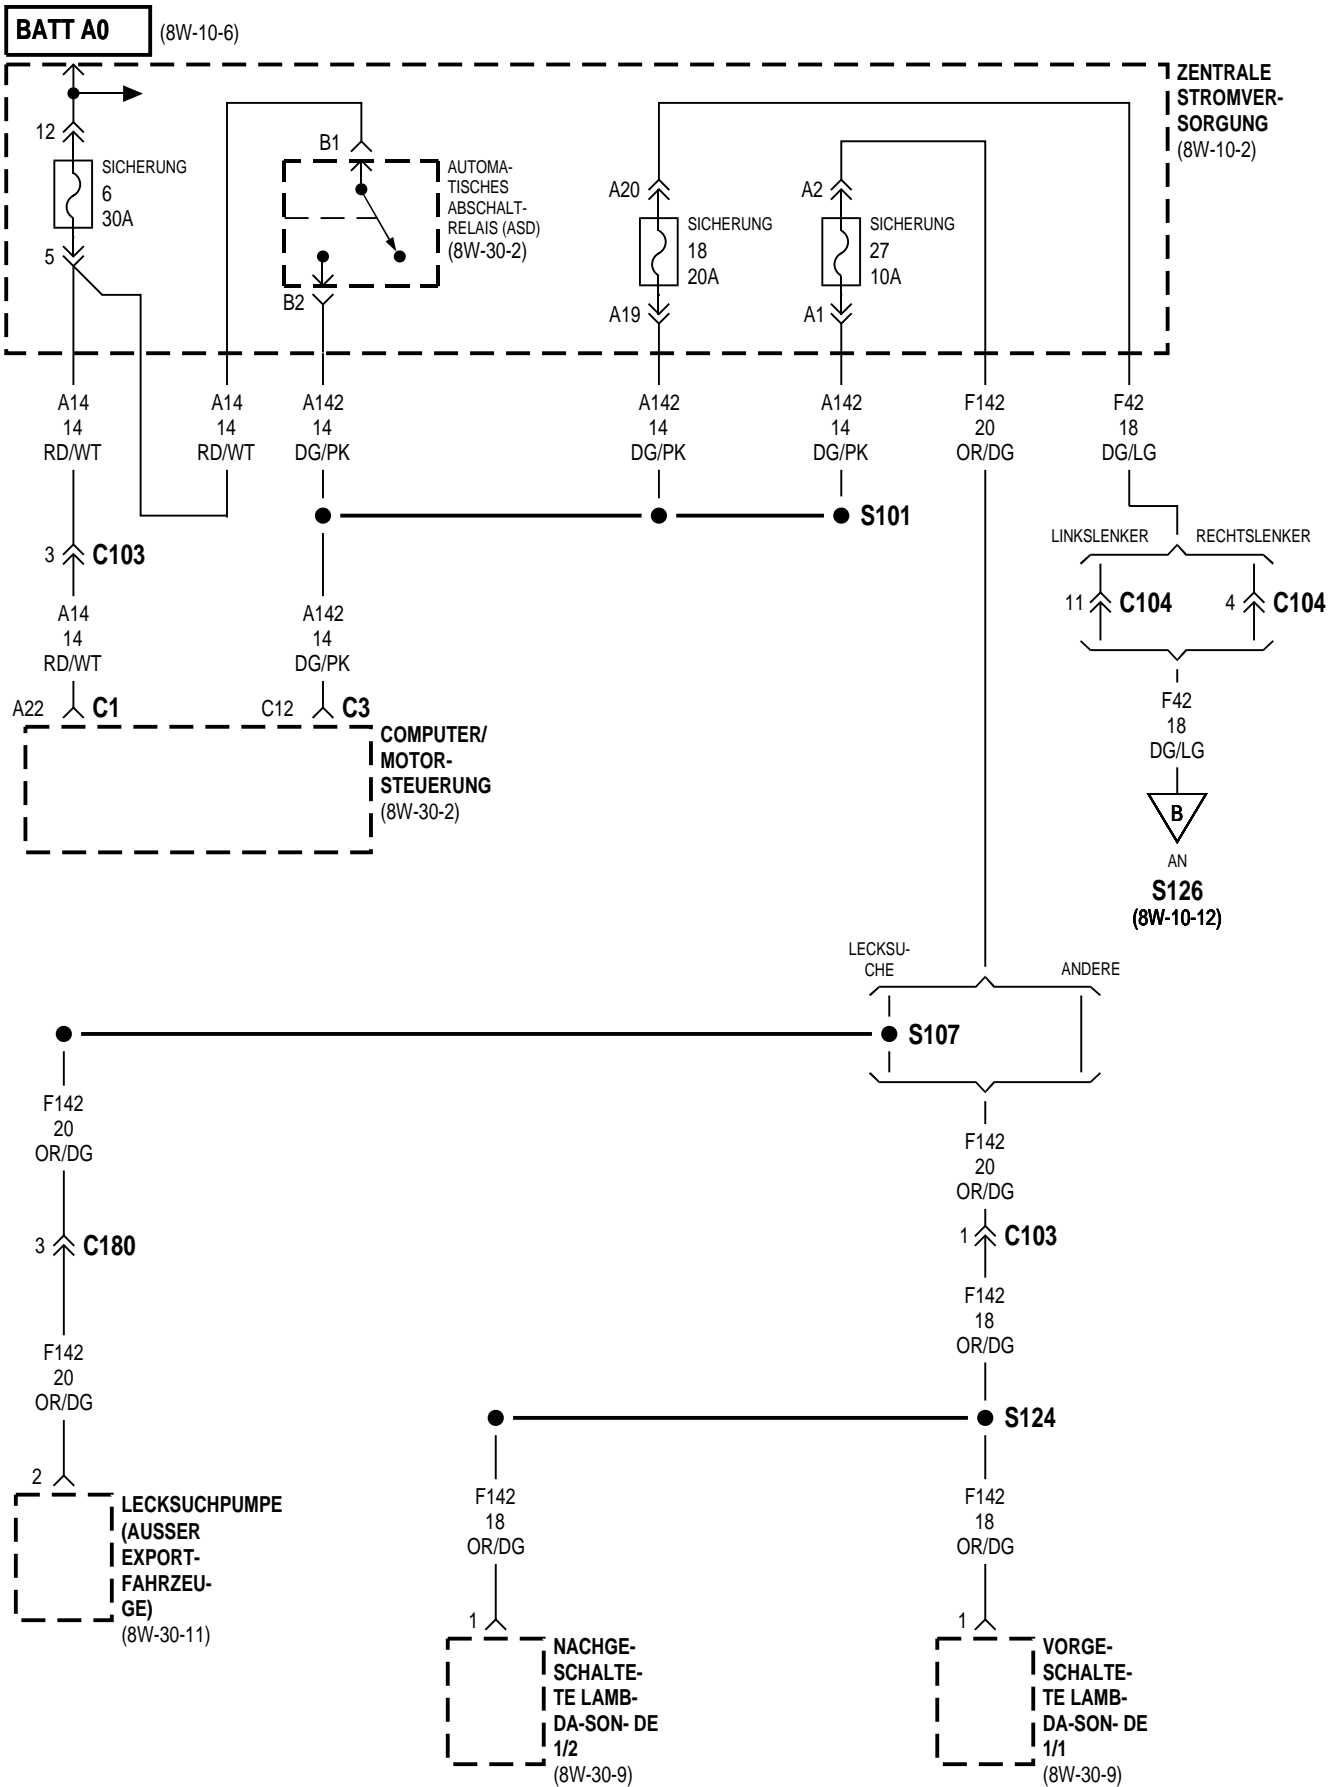 BATT A0 (8W-10-6)
ZENTRALE
STROMVER-
SORGUNG
(8W-10-2)
12
SICHERUNG
6
30A
5
B1
AUTOMA-
TISCHES
ABSCHALT-
RELAIS (ASD)
(8W-30-2)
B2
A20
SICHERUNG
18
20A
A19
A2
SICHERUNG
27
10A
A1
A14
14
RD/WT
A14
14
RD/WT
A142
14
DG/PK
A142
14
DG/PK
A142
14
DG/PK
F142
20
OR/DG
F42
18
DG/LG
S101
3 C103
LINKSLENKER
RECHTSLENKER
11 C104
4 C104
A14
14
RD/WT
A142
14
DG/PK
A22 C1
C12 C3
COMPUTER/
MOTOR-
STEUERUNG
(8W-30-2)
F42
18
DG/LG
B
AN
S126
(8W-10-12)
LECKSU-
CHE
ANDERE
S107
F142
20
OR/DG
F142
20
OR/DG
3 C180
1 C103
F142
20
OR/DG
F142
18
OR/DG
S124
2
LECKSUCHPUMPE
(AUSSER
EXPORT-
FAHRZEU-
GE)
(8W-30-11)
F142
18
OR/DG
F142
18
OR/DG
1
NACHGE-
SCHALTE-
TE LAMB-
DA-SON- DE
1/2
(8W-30-9)
1
VORGE-
SCHALTE-
TE LAMB-
DA-SON- DE
1/1
(8W-30-9)